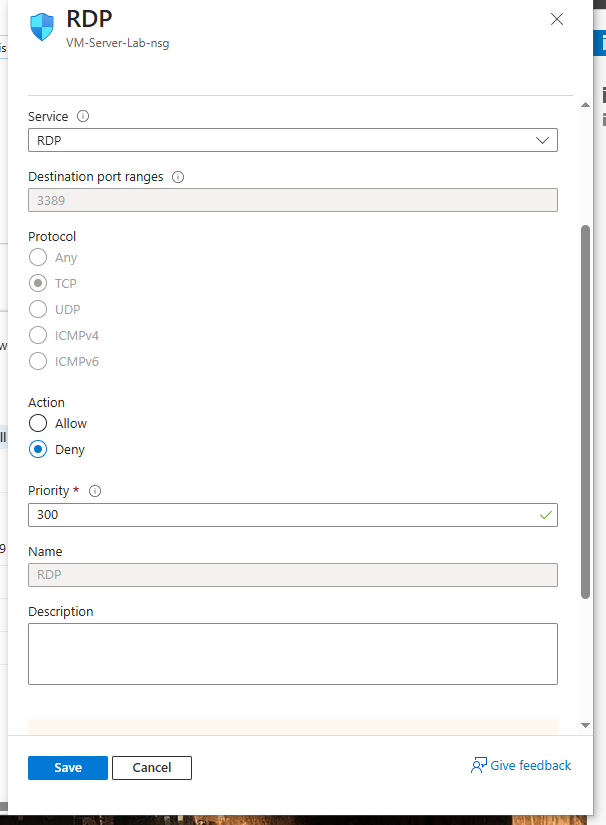 RDP
VM-Server-Lab-nsg
Service
RDP
Destination port ranges
3389
Protocol
Any
TCP
UDP
ICMPv4
ICMPv6
Action
Allow
Deny
Priority *
300
Name
RDP
Description
Save
Cancel
Give feedback